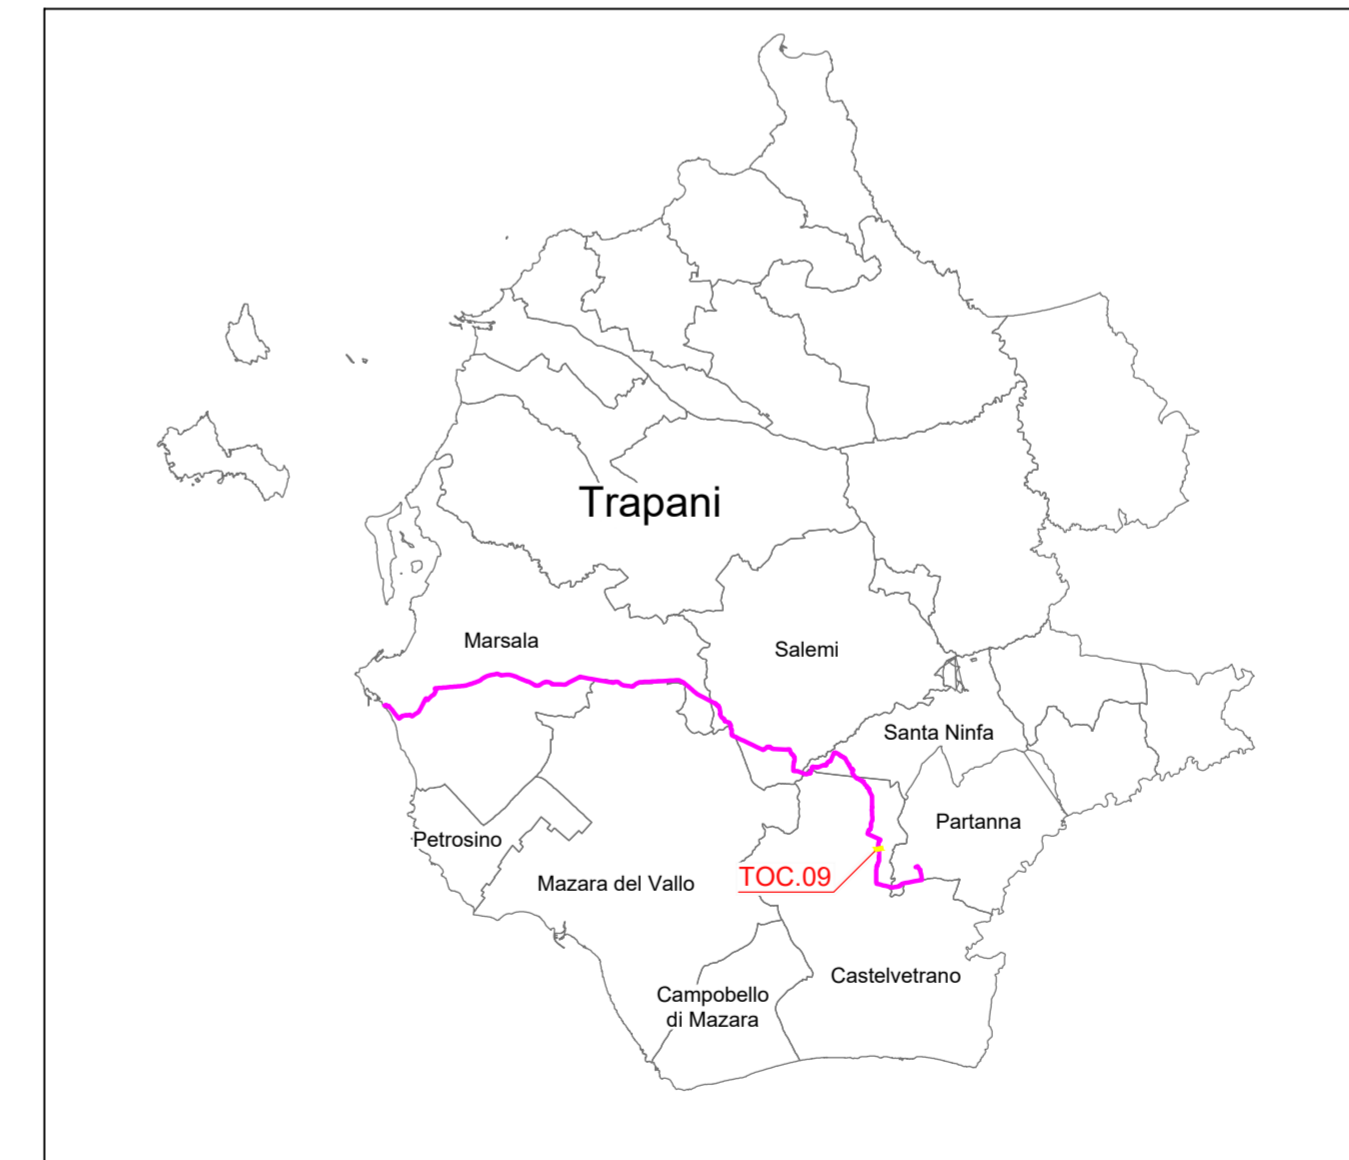 Trapani
Marsala
Salemi
Santa Ninfa
Partanna
Petrosino
TOC.09
Mazara del Vallo
Castelvetrano
Campobello
di Mazara